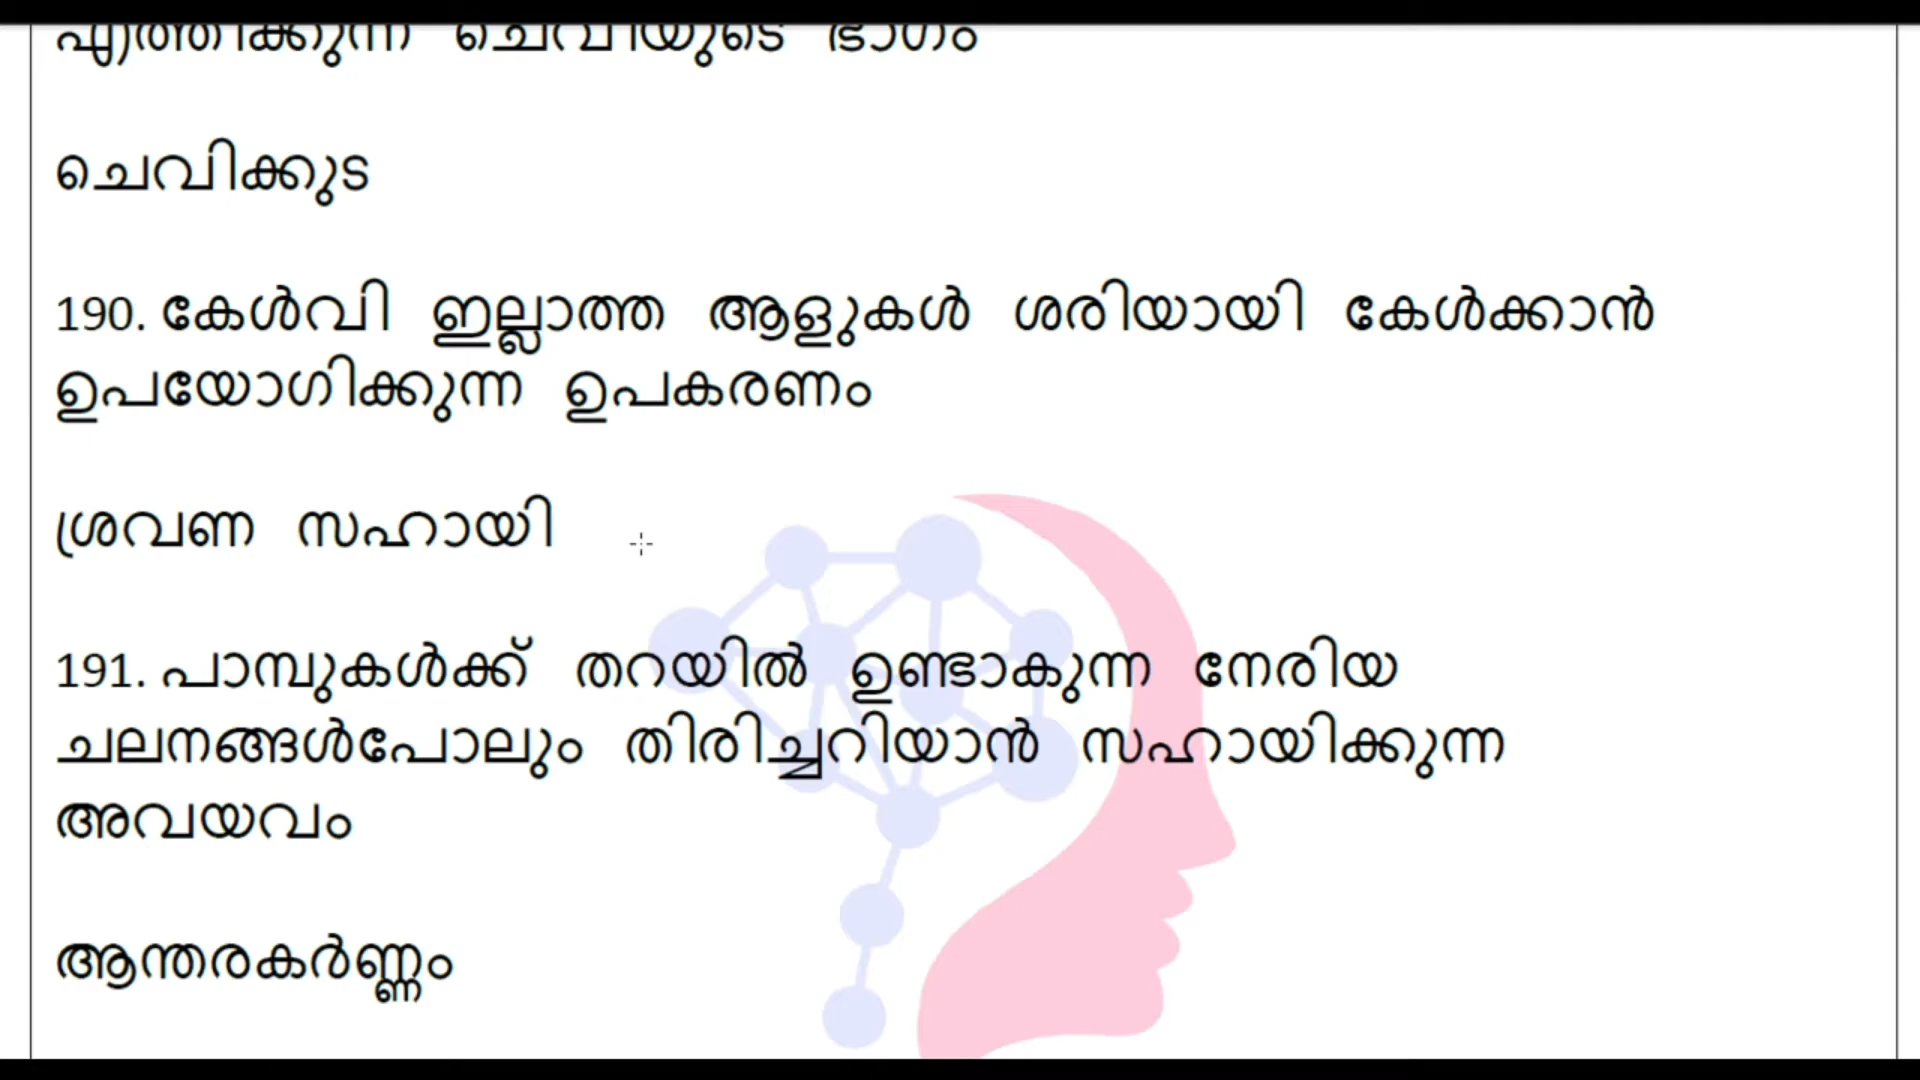 എത്തിക്കുന്ന ചെവിയുടെ ഭാഗം
ചെവിക്കുട
190. കേൾവി ഇല്ലാത്ത ആളുകൾ ശരിയായി കേൾക്കാൻ
ഉപയോഗിക്കുന്ന ഉപകരണം
ശ്രവണ സഹായി
191. പാമ്പുകൾക്ക് തറയിൽ ഉണ്ടാകുന്ന നേരിയ
ചലനങ്ങൾപോലും തിരിച്ചറിയാൻ സഹായിക്കുന്ന
അവയവം
ആന്തരകർണ്ണം